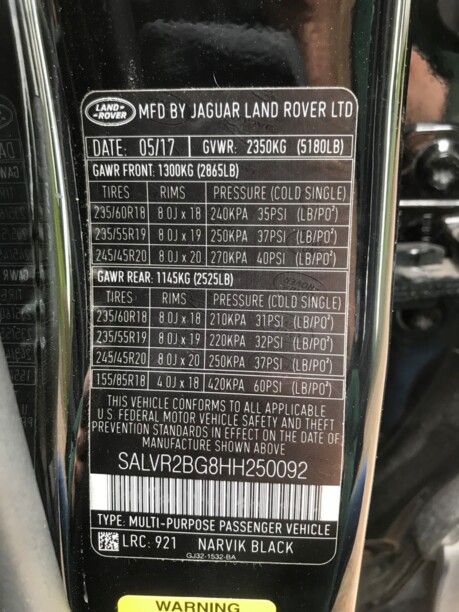 LAND ROVER
MFD BY JAGUAR LAND ROVER LTD
DATE: 05/17 GVWR: 2350KG (5180LB)
GAWR FRONT: 1300KG (2865LB)
TIRES RIMS PRESSURE (COLD SINGLE)
235/60R18 8.0J x 18 240KPA 35PSI (LB/PO²)
235/55R19 8.0J x 19 250KPA 37PSI (LB/PO²)
245/45R20 8.0J x 20 270KPA 40PSI (LB/PO²)
GAWR REAR: 1145KG (2525LB)
TIRES RIMS PRESSURE (COLD SINGLE)
235/60R18 8.0J x 18 210KPA 31PSI (LB/PO²)
235/55R19 8.0J x 19 220KPA 32PSI (LB/PO²)
245/45R20 8.0J x 20 250KPA 37PSI (LB/PO²)
155/85R18 4.0J x 18 420KPA 60PSI (LB/PO²)
THIS VEHICLE CONFORMS TO ALL APPLICABLE
U.S. FEDERAL MOTOR VEHICLE SAFETY AND THEFT
PREVENTION STANDARDS IN EFFECT ON THE DATE
OF MANUFACTURE SHOWN ABOVE.
SALVR2BG8HH250092
TYPE: MULTI-PURPOSE PASSENGER VEHICLE
LRC: 921 NARVIK BLACK
GJ32-1532-BA
WARNING